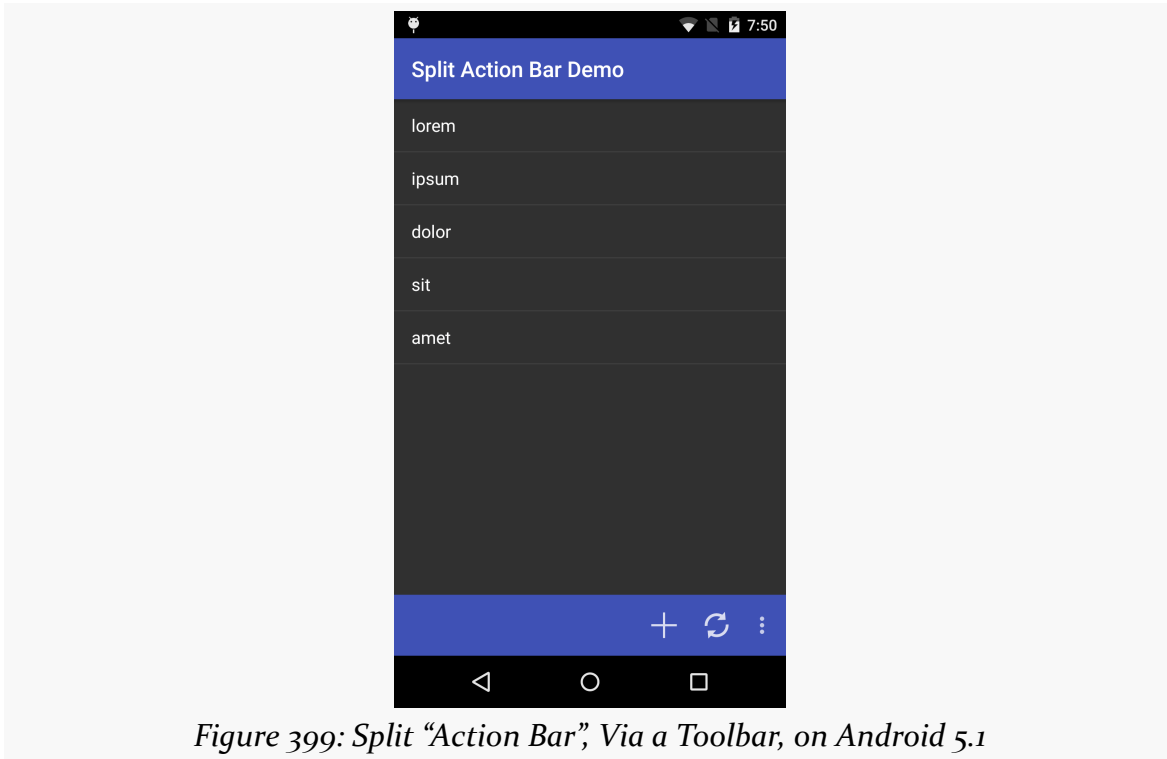 7:50
Split Action Bar Demo
lorem
ipsum
dolor
sit
amet
Figure 399: Split “Action Bar”, Via a Toolbar, on Android 5.1